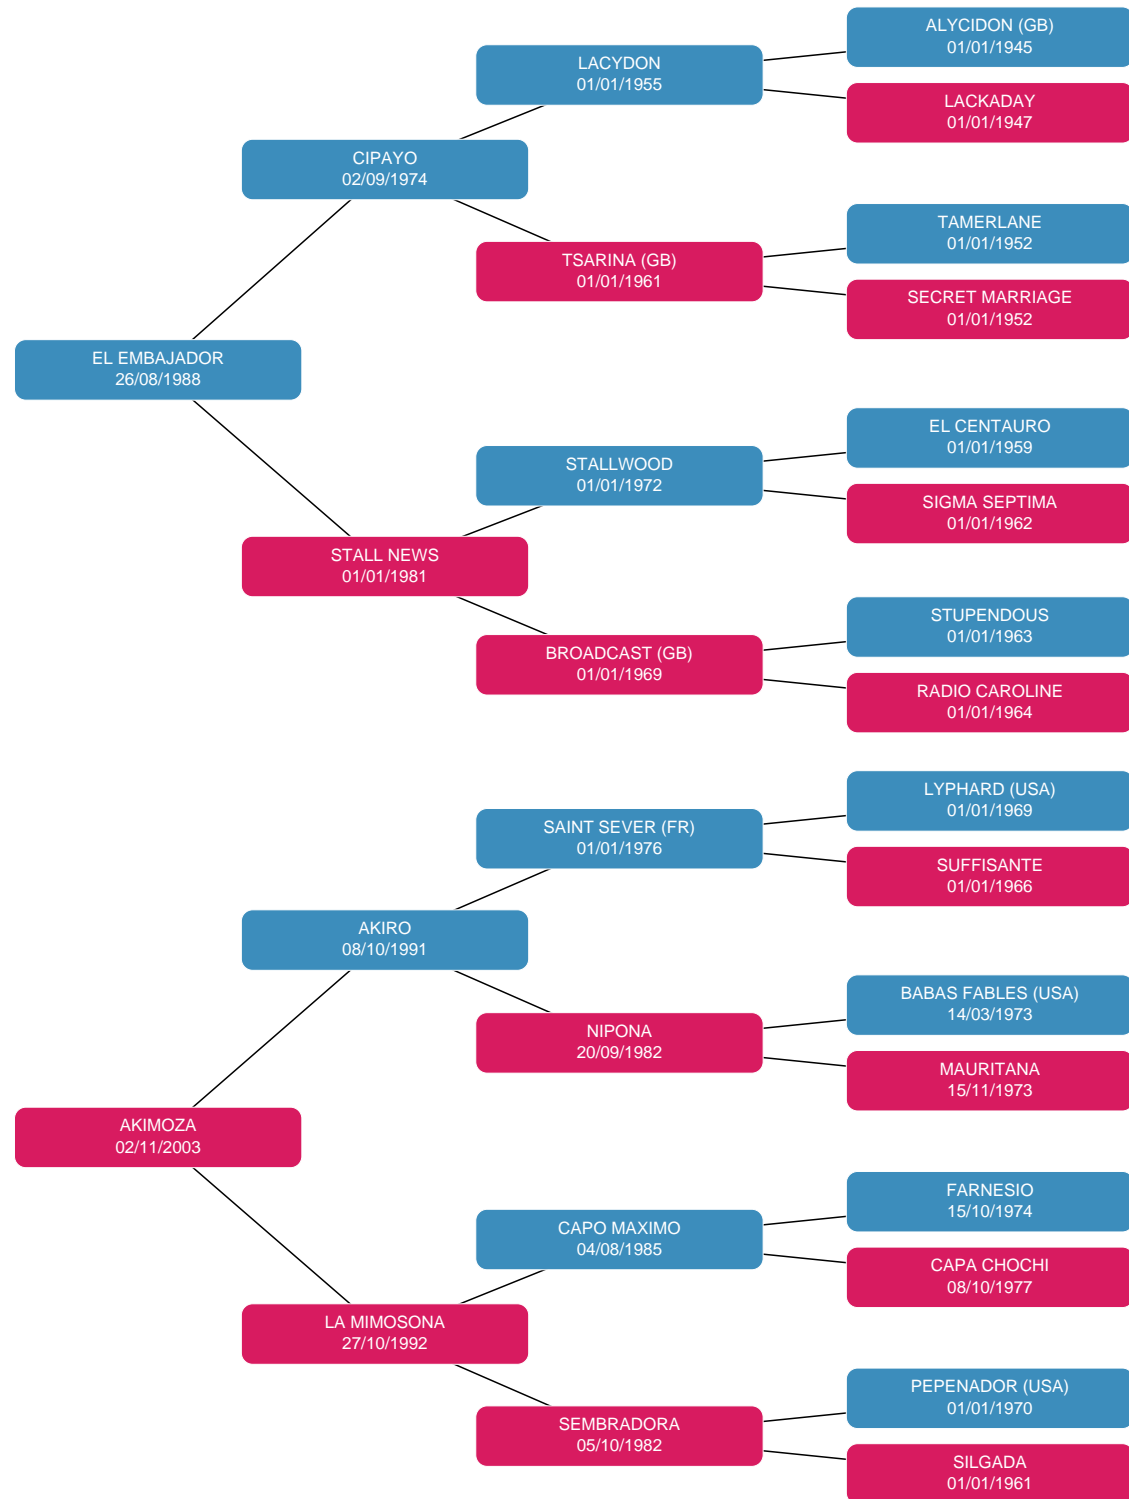 ALYCIDON (GB)
01/01/1945
LACYDON
01/01/1955
LACKADAY
01/01/1947
CIPAYO
02/09/1974
TAMERLANE
01/01/1952
TSARINA (GB)
01/01/1961
SECRET MARRIAGE
01/01/1952
EL EMBAJADOR
26/08/1988
EL CENTAURO
01/01/1959
STALLWOOD
01/01/1972
SIGMA SEPTIMA
01/01/1962
STALL NEWS
01/01/1981
STUPENDOUS
01/01/1963
BROADCAST (GB)
01/01/1969
RADIO CAROLINE
01/01/1964
LYPHARD (USA)
01/01/1969
SAINT SEVER (FR)
01/01/1976
SUFFISANTE
01/01/1966
AKIRO
08/10/1991
BABAS FABLES (USA)
14/03/1973
NIPONA
20/09/1982
MAURITANA
15/11/1973
AKIMOZA
02/11/2003
FARNESIO
15/10/1974
CAPO MAXIMO
04/08/1985
CAPA CHOCHI
08/10/1977
LA MIMOSONA
27/10/1992
PEPENADOR (USA)
01/01/1970
SEMBRADORA
05/10/1982
SILGADA
01/01/1961